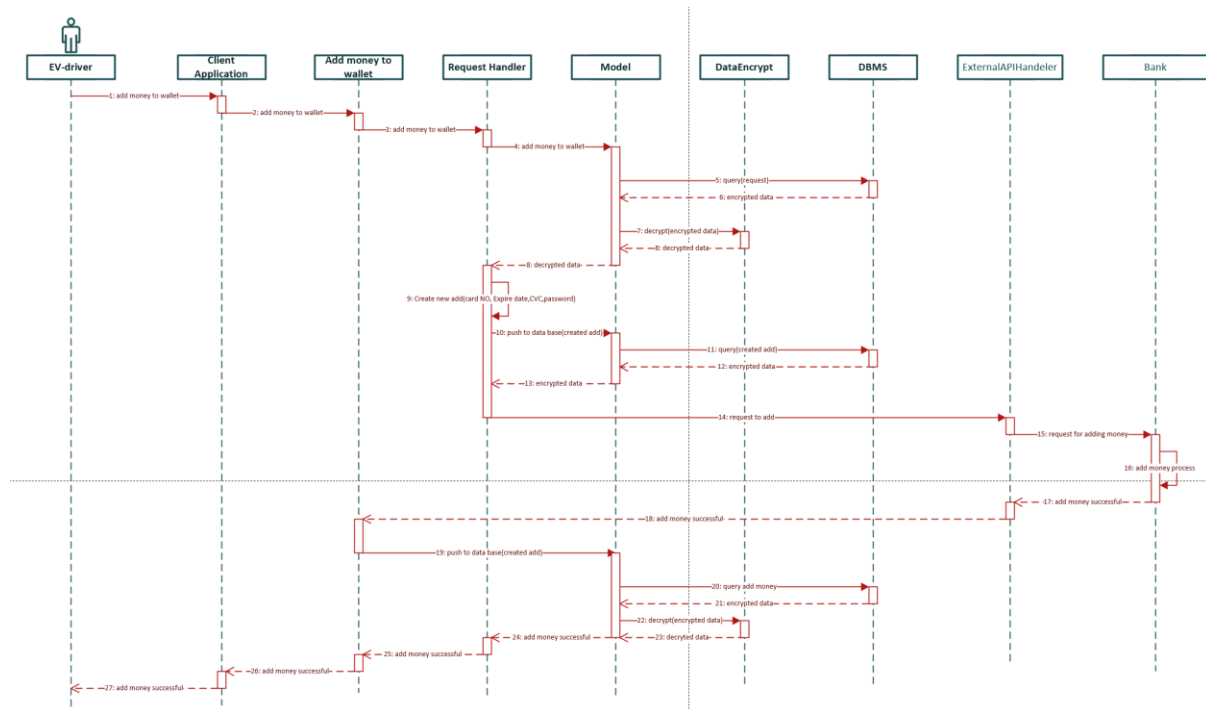 EV-driver
Client
Application
Add money to
wallet
Request Handler
Model
DataEncrypt
DBMS
ExternalAPIHandeler
Bank
1: add money to wallet
2: add money to wallet
3: add money to wallet
4: add money to wallet
5: query(request)
6: encrypted data
7: decrypt(encrypted data)
8: decrypted data
8: decrypted data
9: Create new add(card NO, Expire date,CVC,password)
10: push to data base(created add)
11: query(created add)
12: encrypted data
13: encrypted data
14: request to add
15: request for adding money
16: add money process
17: add money successful
18: add money successful
19: push to data base(created add)
20: query add money
21: encrypted data
22: decrypt(encrypted data)
23: decryted data
24: add money successful
25: add money successful
26: add money successful
27: add money successful